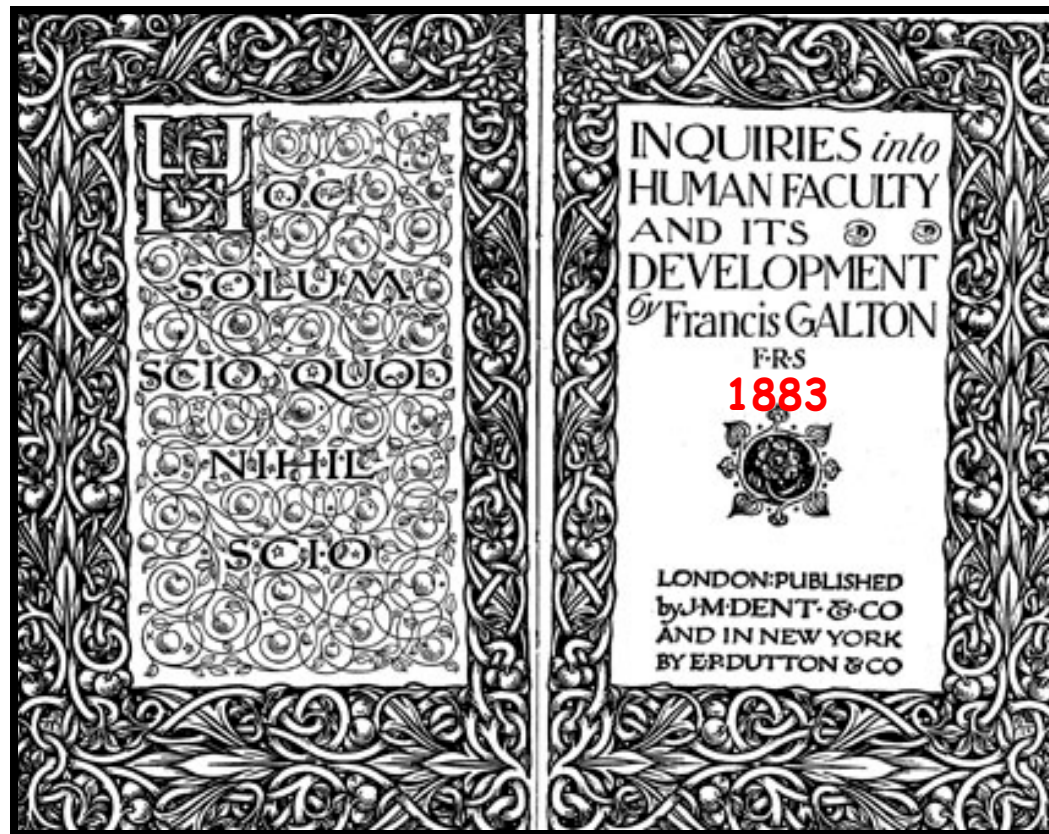 HOC
SOLUM
SCIO QUOD
NIHIL
SCIO
INQUIRIES into
HUMAN FACULTY
AND ITS
DEVELOPMENT
by Francis GALTON
F·R·S
1883
LONDON:PUBLISHED
by J·M·DENT·&·CO
AND IN NEW YORK
BY E·P·DUTTON & CO